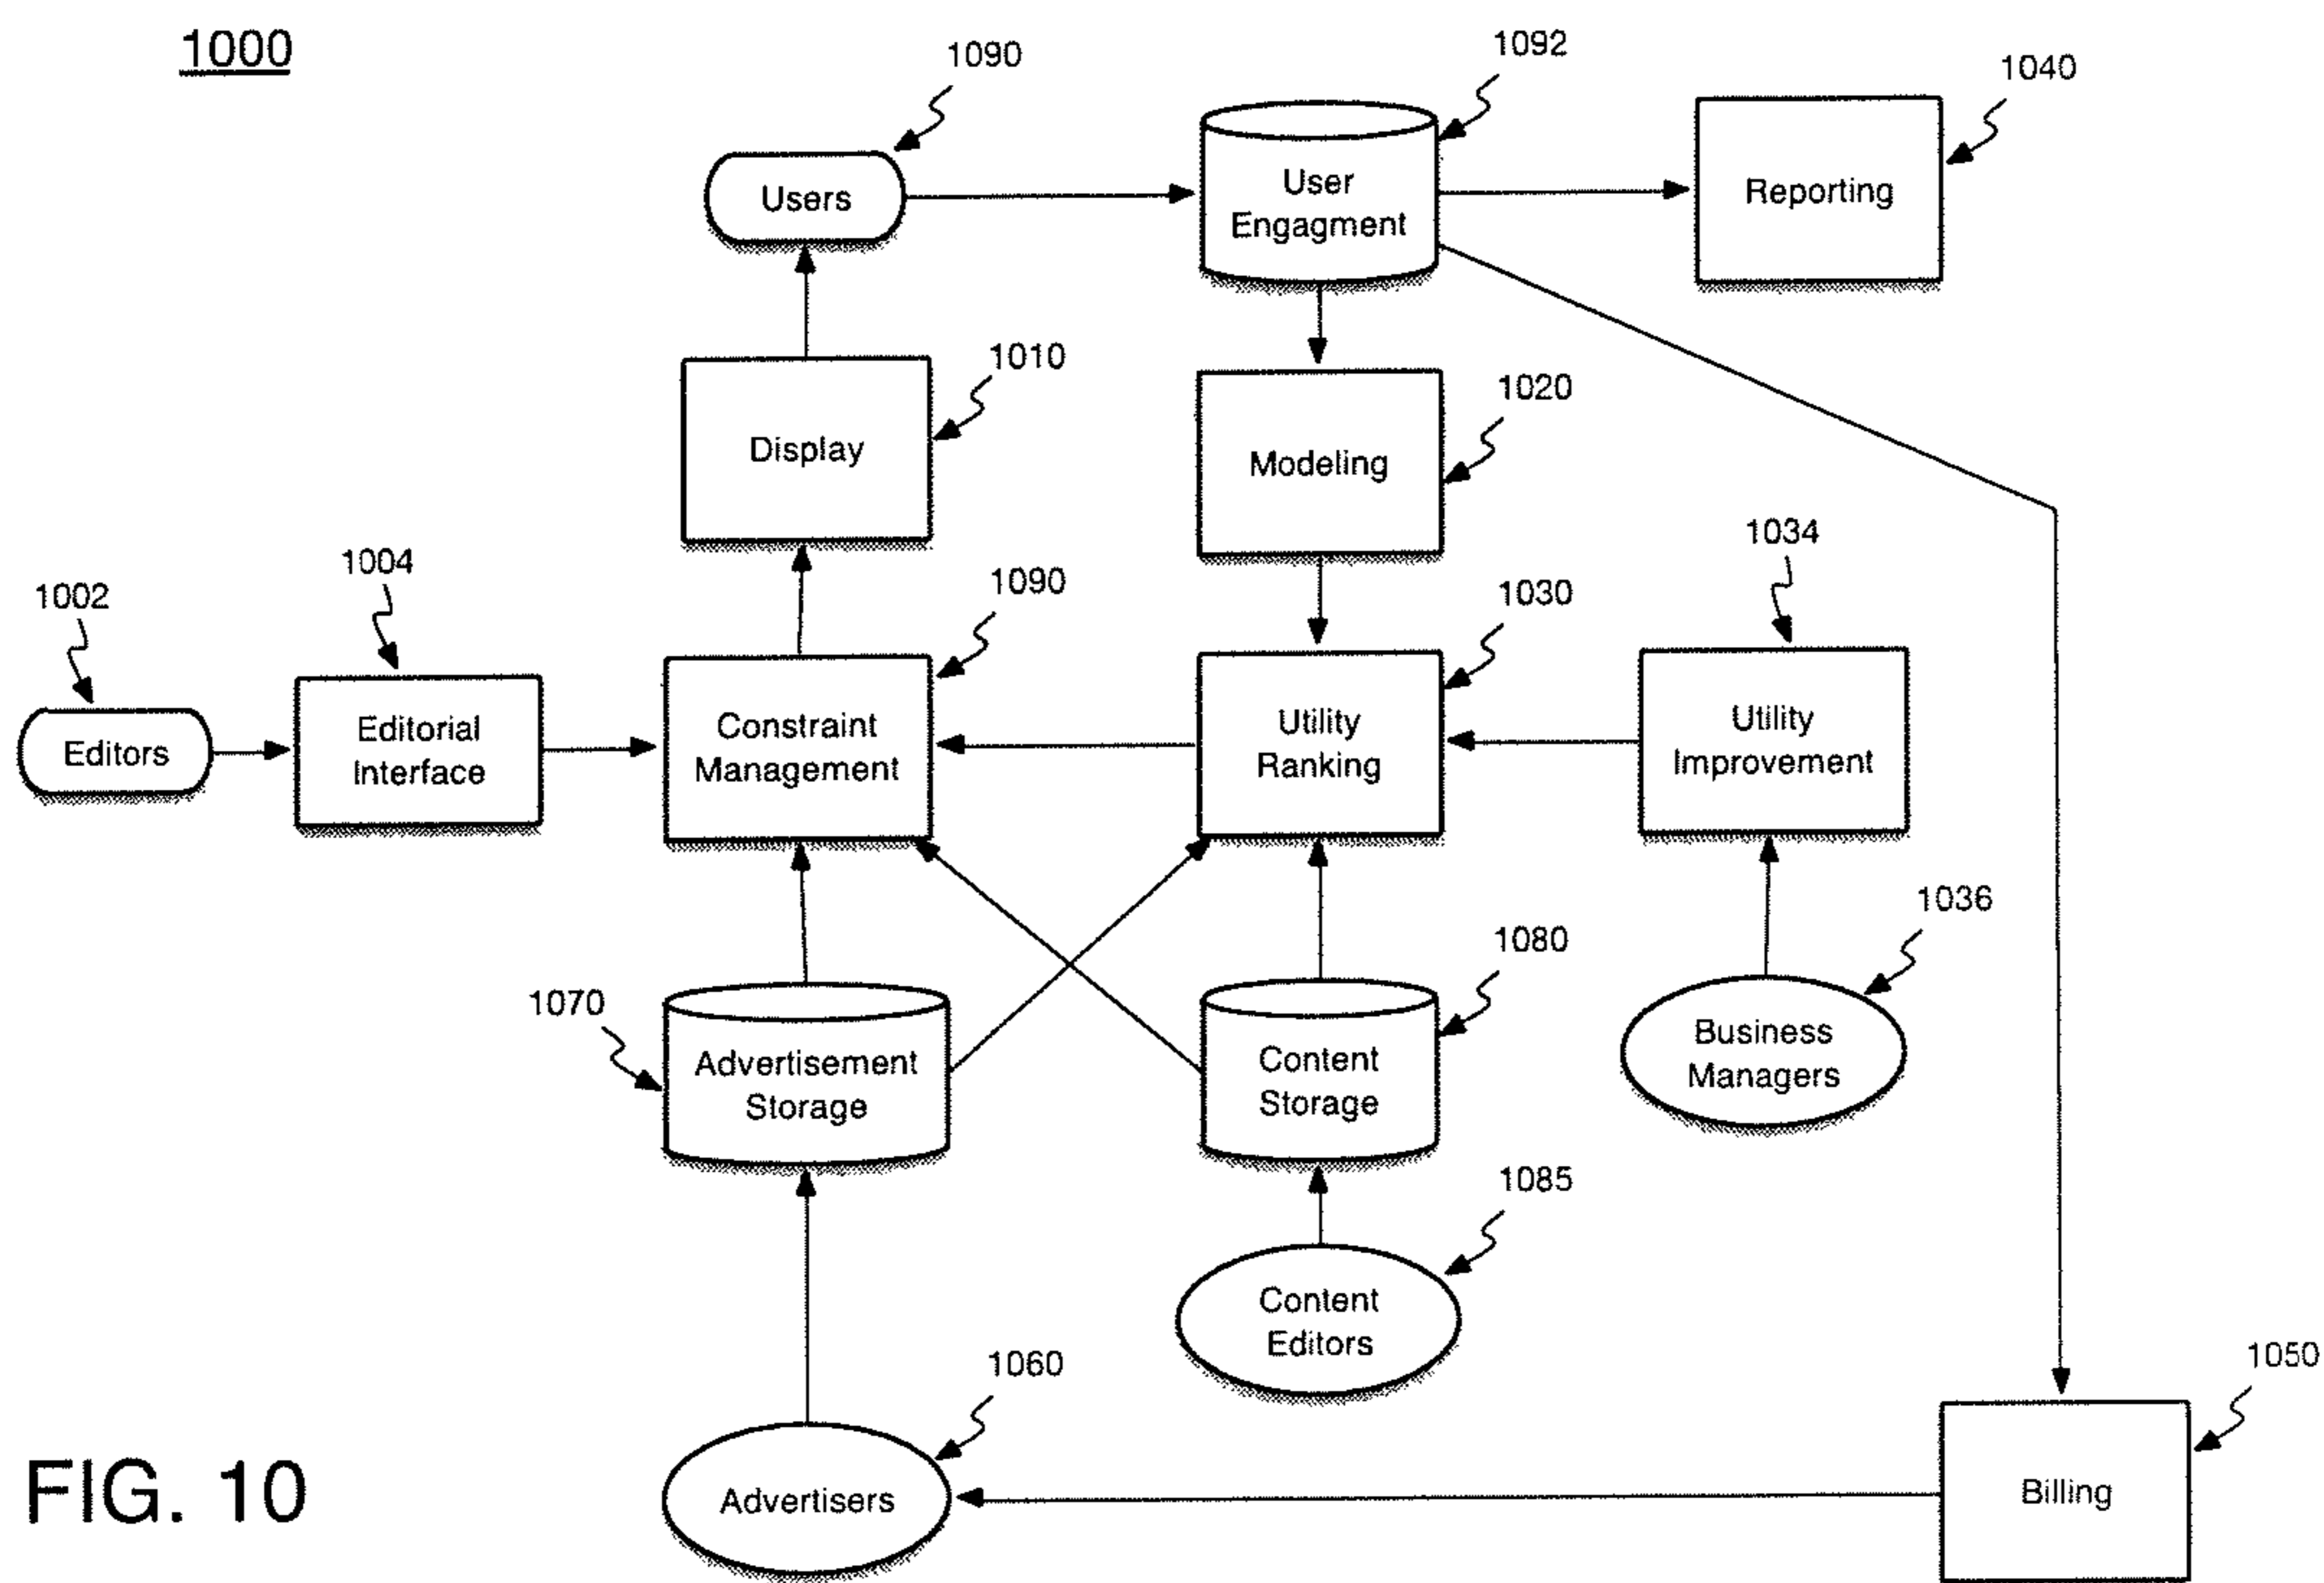 1000
1090
1092
1040
Users
User
Engagment
Reporting
1010
1020
Display
Modeling
1034
1004
1090
1030
1002
Editors
Editorial
Interface
Constraint
Management
Utility
Ranking
Utility
Improvement
1036
1080
1070
Advertisement
Storage
Content
Storage
Business
Managers
1085
Content
Editors
1060
1050
Advertisers
Billing
FIG. 10